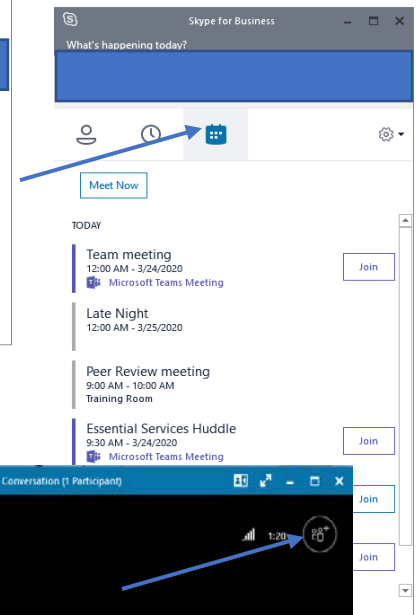 Skype for Business
What's happening today?
Meet Now
TODAY
Team meeting
12:00 AM - 3/24/2020
Microsoft Teams Meeting
Join
Late Night
12:00 AM - 3/25/2020
Peer Review meeting
9:00 AM - 10:00 AM
Training Room
Essential Services Huddle
9:30 AM - 3/24/2020
Microsoft Teams Meeting
Join
Conversation (1 Participant)
Join
1:20
Join